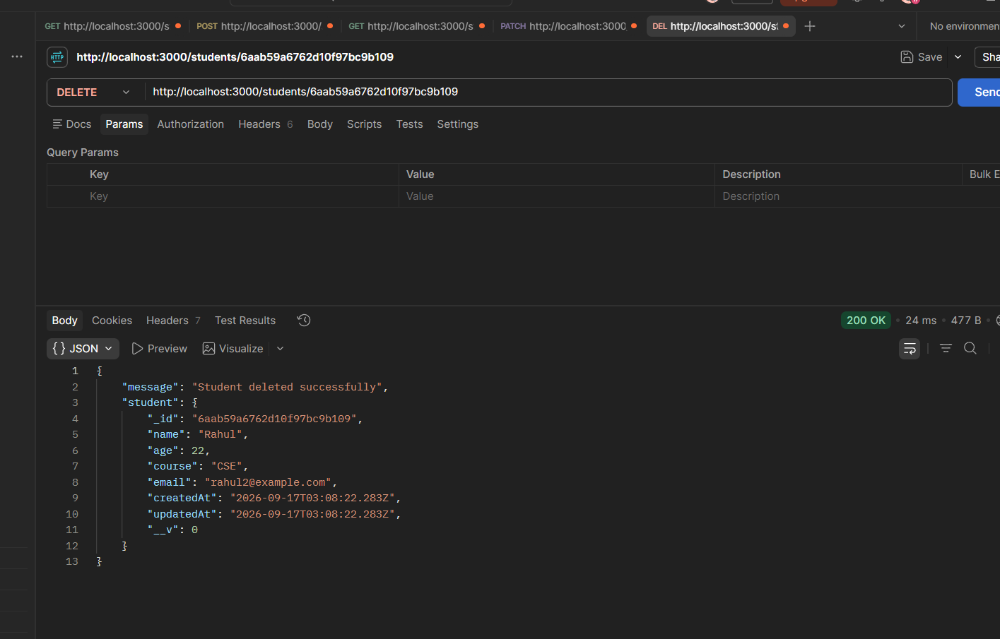 GET http://localhost:3000/s
POST http://localhost:3000/
GET http://localhost:3000/s
PATCH http://localhost:3000
DEL http://localhost:3000/st
No environmen
HTTP http://localhost:3000/students/6aab59a6762d10f97bc9b109
Save
Sha
DELETE http://localhost:3000/students/6aab59a6762d10f97bc9b109
Send
Docs Params Authorization Headers 6 Body Scripts Tests Settings
Query Params
Key Value Description Bulk E
Key Value Description
Body Cookies Headers 7 Test Results
200 OK • 24 ms • 477 B •
{} JSON Preview Visualize
1 {
2 "message": "Student deleted successfully",
3 "student": {
4 "_id": "6aab59a6762d10f97bc9b109",
5 "name": "Rahul",
6 "age": 22,
7 "course": "CSE",
8 "email": "rahul2@example.com",
9 "createdAt": "2026-09-17T03:08:22.283Z",
10 "updatedAt": "2026-09-17T03:08:22.283Z",
11 "__v": 0
12 }
13 }